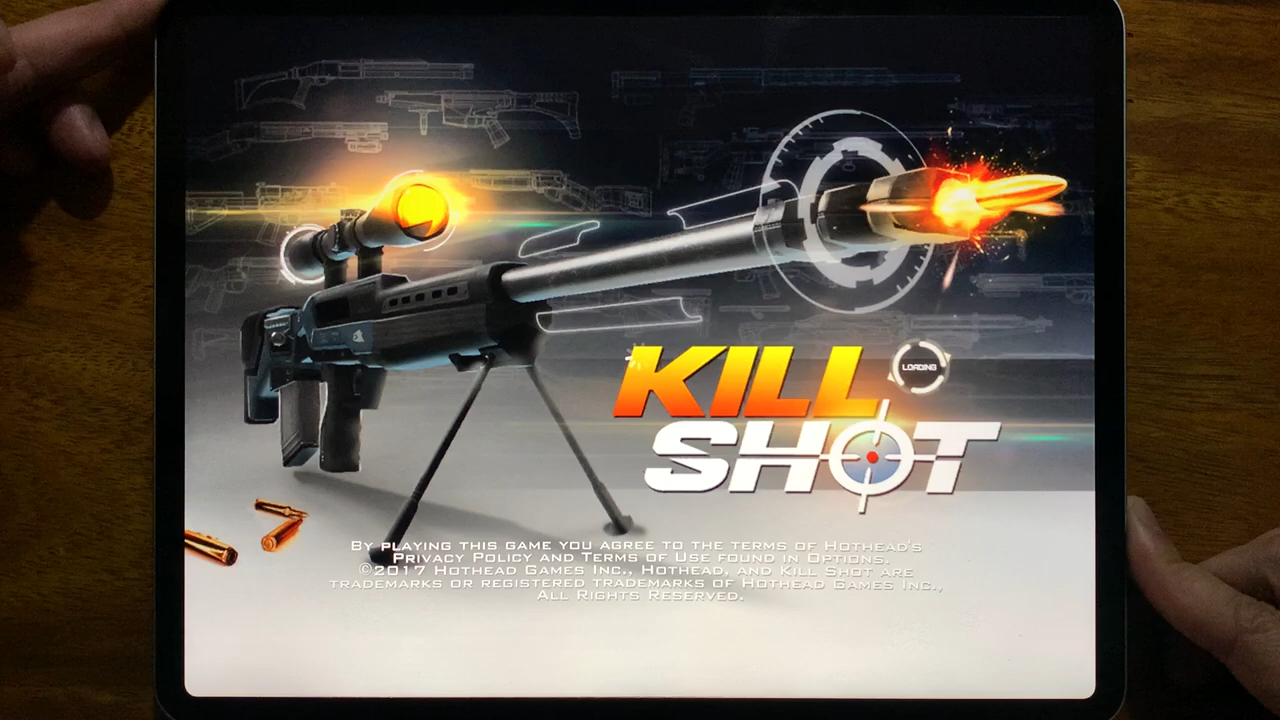 KILL
LOADING
SHOT
By playing this game you agree to the terms of Hothead's
Privacy Policy and Terms of Use found in Options.
©2017 Hothead Games Inc., Hothead, and Kill Shot are
trademarks or registered trademarks of Hothead Games Inc.,
All Rights Reserved.